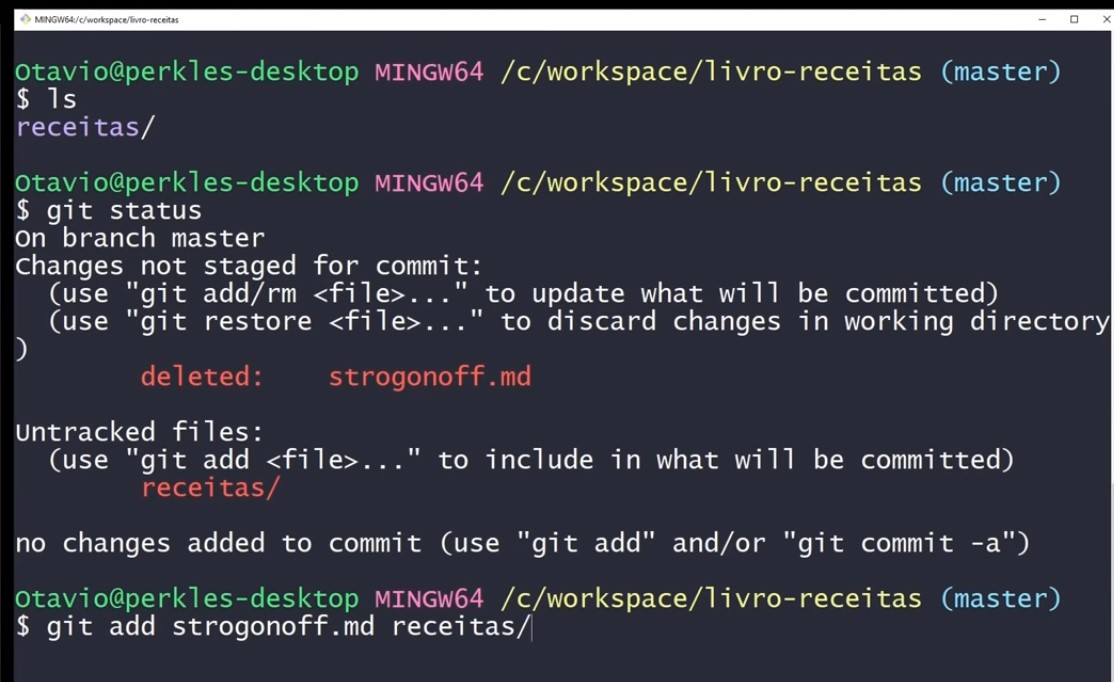 MINGW64:/c/workspace/livro-receitas
Otavio@perkles-desktop MINGW64 /c/workspace/livro-receitas (master)
$ ls
receitas/
Otavio@perkles-desktop MINGW64 /c/workspace/livro-receitas (master)
$ git status
On branch master
Changes not staged for commit:
  (use "git add/rm <file>..." to update what will be committed)
  (use "git restore <file>..." to discard changes in working directory
)
        deleted:    strogonoff.md
Untracked files:
  (use "git add <file>..." to include in what will be committed)
        receitas/
no changes added to commit (use "git add" and/or "git commit -a")
Otavio@perkles-desktop MINGW64 /c/workspace/livro-receitas (master)
$ git add strogonoff.md receitas/